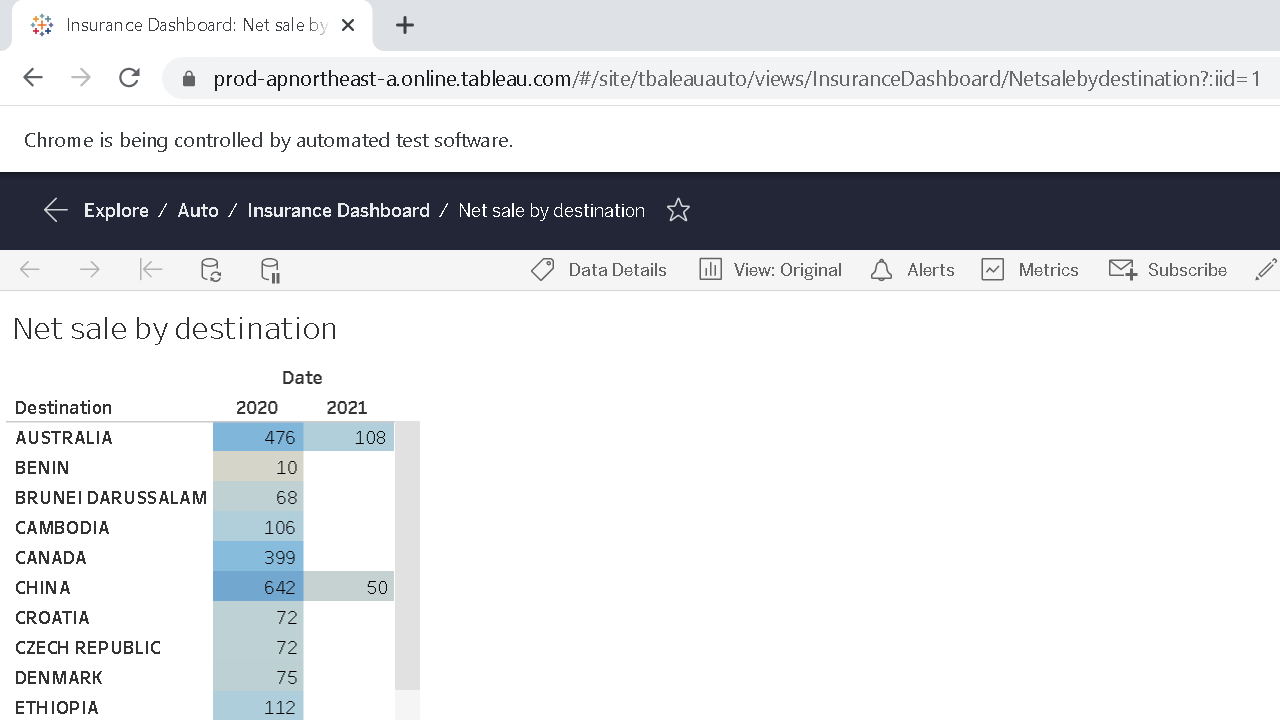 Insurance Dashboard: Net sale by
prod-apnortheast-a.online.tableau.com/#/site/tbaleauauto/views/InsuranceDashboard/Netsalebydestination?:iid=1
Chrome is being controlled by automated test software.
Explore / Auto / Insurance Dashboard / Net sale by destination
Data Details View: Original Alerts Metrics Subscribe
Net sale by destination
Date
Destination 2020 2021
AUSTRALIA 476 108
BENIN 10
BRUNEI DARUSSALAM 68
CAMBODIA 106
CANADA 399
CHINA 642 50
CROATIA 72
CZECH REPUBLIC 72
DENMARK 75
ETHIOPIA 112